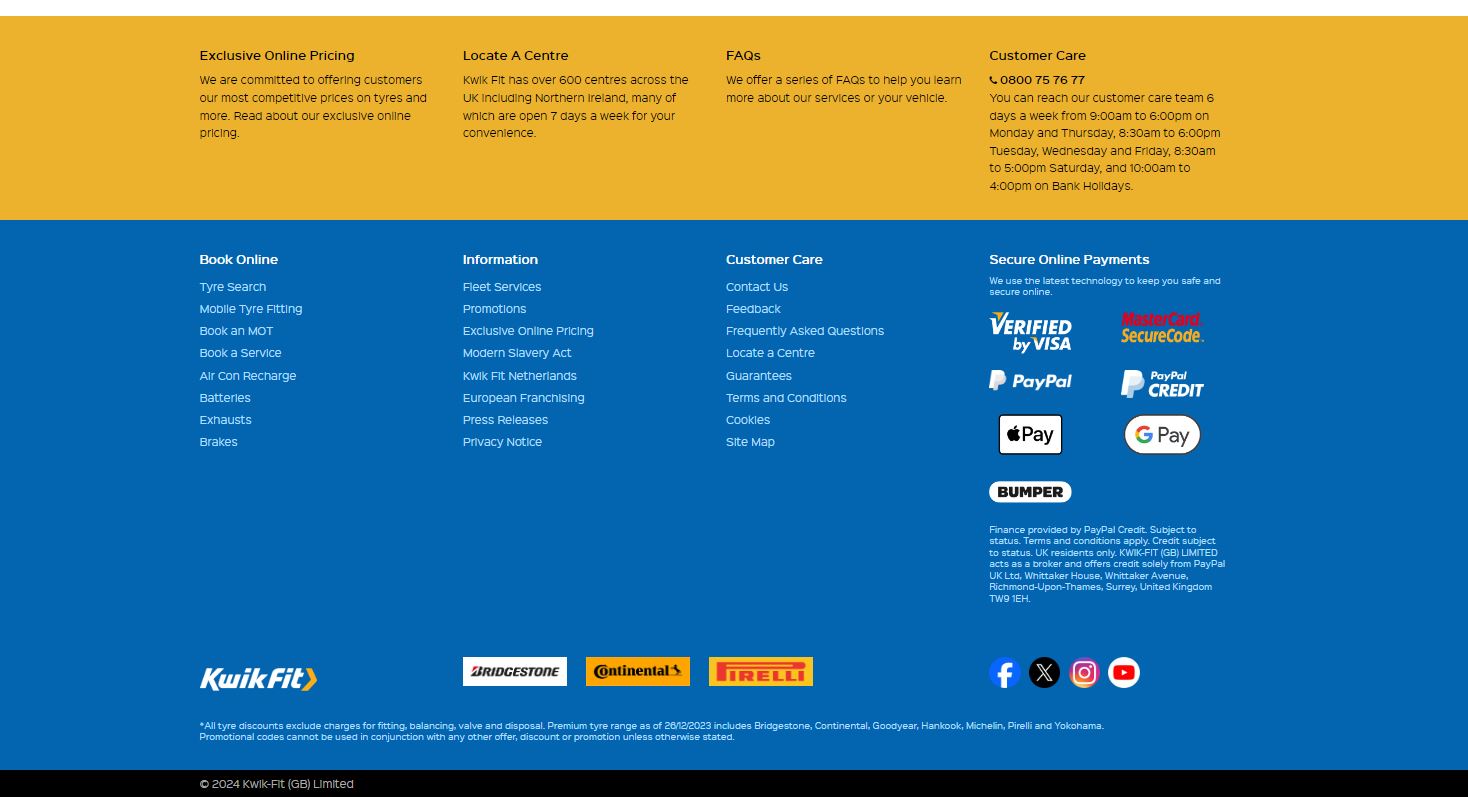 Exclusive Online Pricing
We are committed to offering customers
our most competitive prices on tyres and
more. Read about our exclusive online
pricing.
Locate A Centre
Kwik Fit has over 600 centres across the
UK including Northern Ireland, many of
which are open 7 days a week for your
convenience.
FAQs
We offer a series of FAQs to help you learn
more about our services or your vehicle.
Customer Care
0800 75 76 77
You can reach our customer care team 6
days a week from 9:00am to 6:00pm on
Monday and Thursday, 8:30am to 6:00pm
Tuesday, Wednesday and Friday, 8:30am
to 5:00pm Saturday, and 10:00am to
4:00pm on Bank Holidays.
Book Online
Tyre Search
Mobile Tyre Fitting
Book an MOT
Book a Service
Air Con Recharge
Batteries
Exhausts
Brakes
Information
Fleet Services
Promotions
Exclusive Online Pricing
Modern Slavery Act
Kwik Fit Netherlands
European Franchising
Press Releases
Privacy Notice
Customer Care
Contact Us
Feedback
Frequently Asked Questions
Locate a Centre
Guarantees
Terms and Conditions
Cookies
Site Map
Secure Online Payments
We use the latest technology to keep you safe and
secure online.
VERIFIED
by VISA
MasterCard.
SecureCode.
PayPal
PayPal
CREDIT
Pay
G Pay
BUMPER
Finance provided by PayPal Credit. Subject to
status. Terms and conditions apply. Credit subject
to status. UK residents only. KWIK-FIT (GB) LIMITED
acts as a broker and offers credit solely from PayPal
UK Ltd, Whittaker House, Whittaker Avenue,
Richmond-Upon-Thames, Surrey, United Kingdom
TW9 1EH.
KwikFit
BRIDGESTONE
Continental
PIRELLI
*All tyre discounts exclude charges for fitting, balancing, valve and disposal. Premium tyre range as of 26/12/2023 includes Bridgestone, Continental, Goodyear, Hankook, Michelin, Pirelli and Yokohama.
Promotional codes cannot be used in conjunction with any other offer, discount or promotion unless otherwise stated.
© 2024 Kwik-Fit (GB) Limited